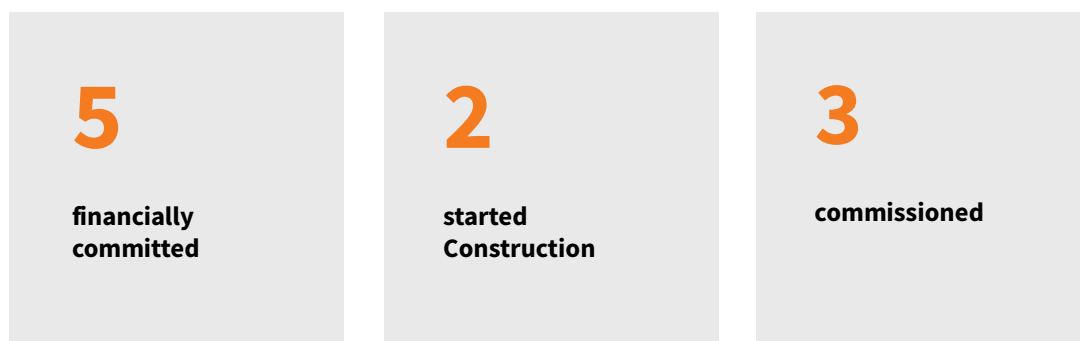 5
financially
committed
2
started
Construction
3
commissioned